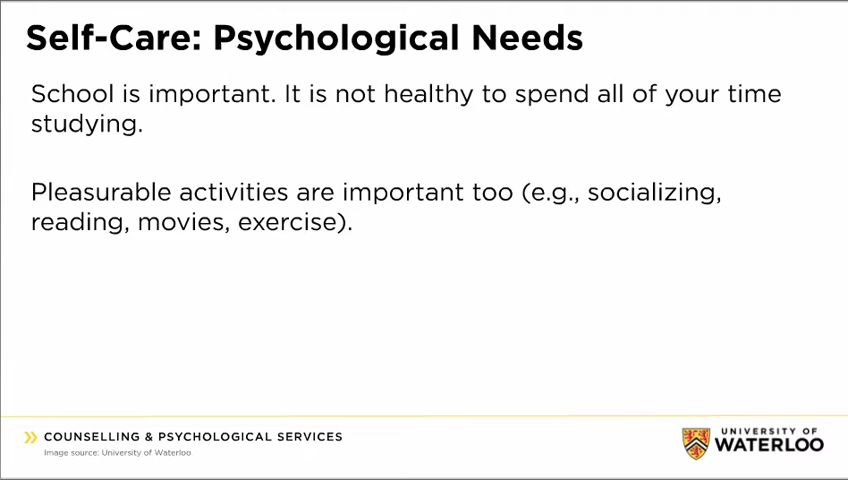 Self-Care: Psychological Needs
School is important. It is not healthy to spend all of your time
studying.
Pleasurable activities are important too (e.g., socializing,
reading, movies, exercise).
COUNSELLING & PSYCHOLOGICAL SERVICES
Image source: University of Waterloo
UNIVERSITY OF
WATERLOO